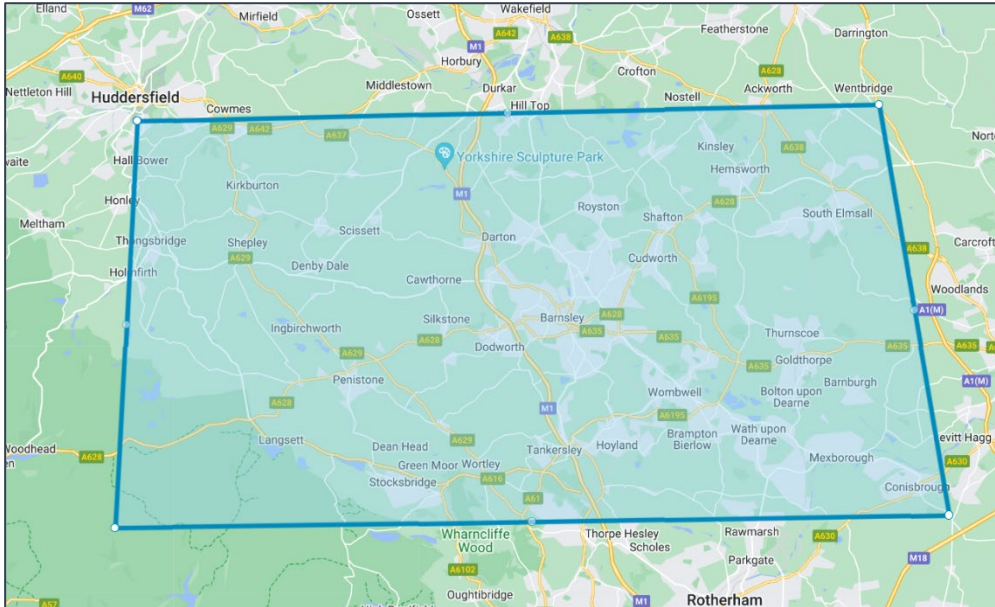 Elland
M62
Mirfield
Ossett
Wakefield
A642
A638
Featherstone
Darrington
M1
Horbury
A640
Nettleton Hill
Huddersfield
Middlestown
Durkar
Crofton
A628
Ackworth
Wentbridge
Cowmes
Hill Top
Nostell
A629
A642
A637
A638
Hall Bower
Yorkshire Sculpture Park
Kinsley
Hemsworth
Kirkburton
M1
Honley
Meltham
Royston
Shafton
A628
South Elmsall
Scissett
Thongsbridge
Shepley
Darton
A638
Carcroft
A629
Denby Dale
Cudworth
Holmfirth
Cawthorne
Woodlands
A6195
A1(M)
Ingbirchworth
Silkstone
Barnsley
A628
A635
A628
Thurnscoe
Dodworth
A629
A635
A635
A635
Goldthorpe
Penistone
A1(M)
Barnburgh
Wombwell
Bolton upon
Dearne
A628
M1
A6195
Langsett
Dean Head
A629
Hoyland
Brampton
Bierlow
Wath upon
Dearne
Woodhead
A628
Tankersley
Mexborough
Green Moor
Wortley
A616
A630
Stocksbridge
Conisbrough
A61
Wharncliffe
Wood
Thorpe Hesley
Scholes
Rawmarsh
A630
Parkgate
M18
A6102
Oughtibridge
A57
M1
Rotherham